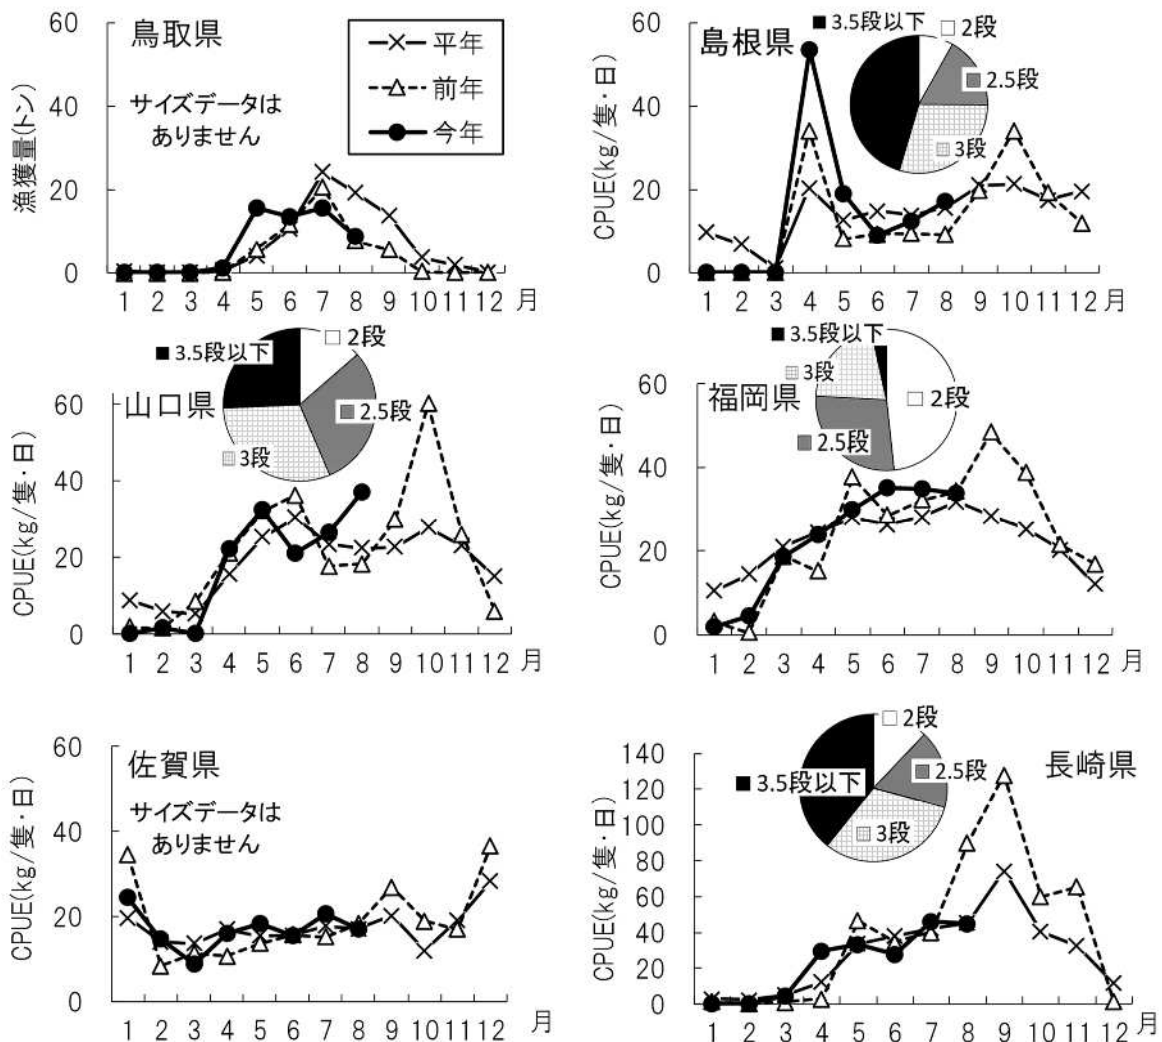 鳥取県
平年
前年
今年
サイズデータは
ありません
漁獲量(トン)
60
40
20
0
1 2 3 4 5 6 7 8 9 10 11 12 月
島根県
3.5段以下
2段
2.5段
3段
CPUE(kg/隻・日)
60
40
20
0
1 2 3 4 5 6 7 8 9 10 11 12 月
山口県
3.5段以下
2段
2.5段
3段
CPUE(kg/隻・日)
60
40
20
0
1 2 3 4 5 6 7 8 9 10 11 12 月
福岡県
3.5段以下
3段
2段
2.5段
CPUE(kg/隻・日)
60
40
20
0
1 2 3 4 5 6 7 8 9 10 11 12 月
佐賀県
サイズデータは
ありません
CPUE(kg/隻・日)
60
40
20
0
1 2 3 4 5 6 7 8 9 10 11 12 月
長崎県
2段
2.5段
3.5段以下
3段
CPUE(kg/隻・日)
140
120
100
80
60
40
20
0
1 2 3 4 5 6 7 8 9 10 11 12 月